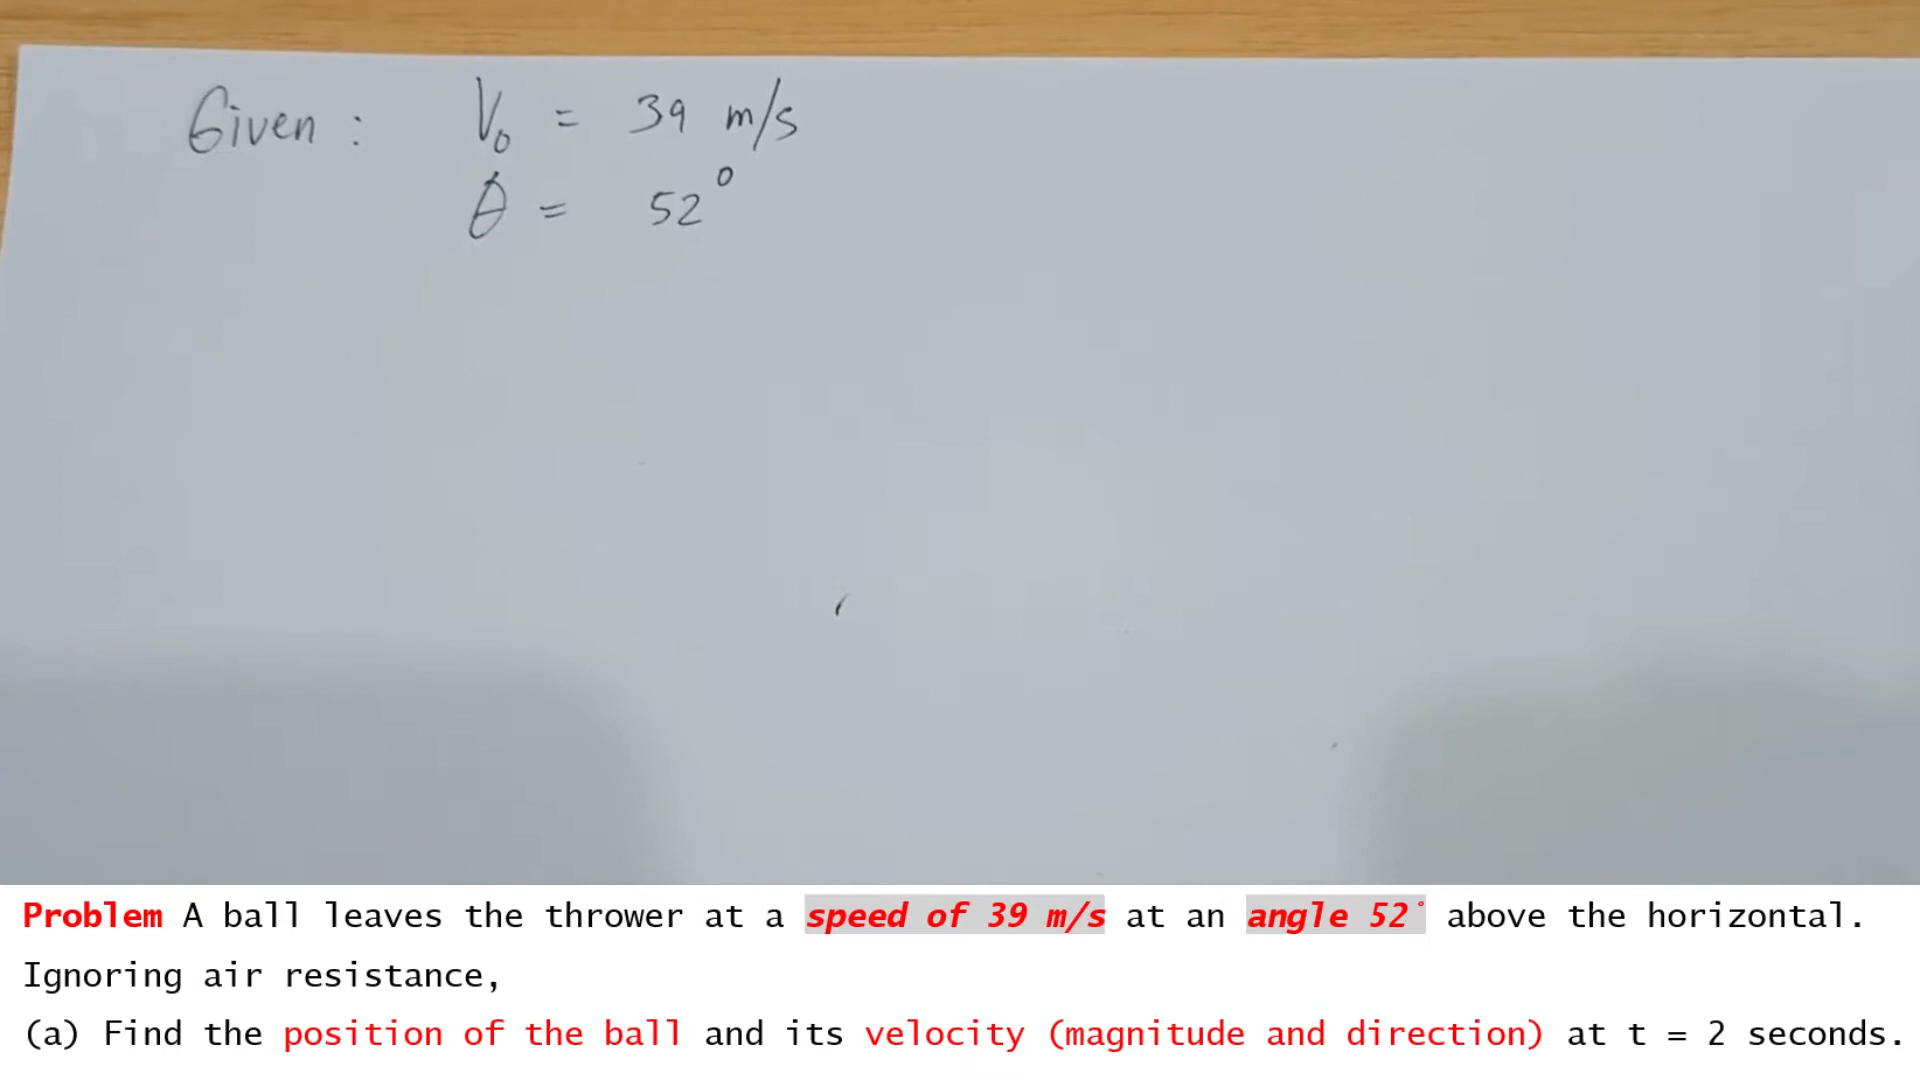 Given : V₀ = 39 m/s
θ = 52°
Problem A ball leaves the thrower at a speed of 39 m/s at an angle 52° above the horizontal.
Ignoring air resistance,
(a) Find the position of the ball and its velocity (magnitude and direction) at t = 2 seconds.